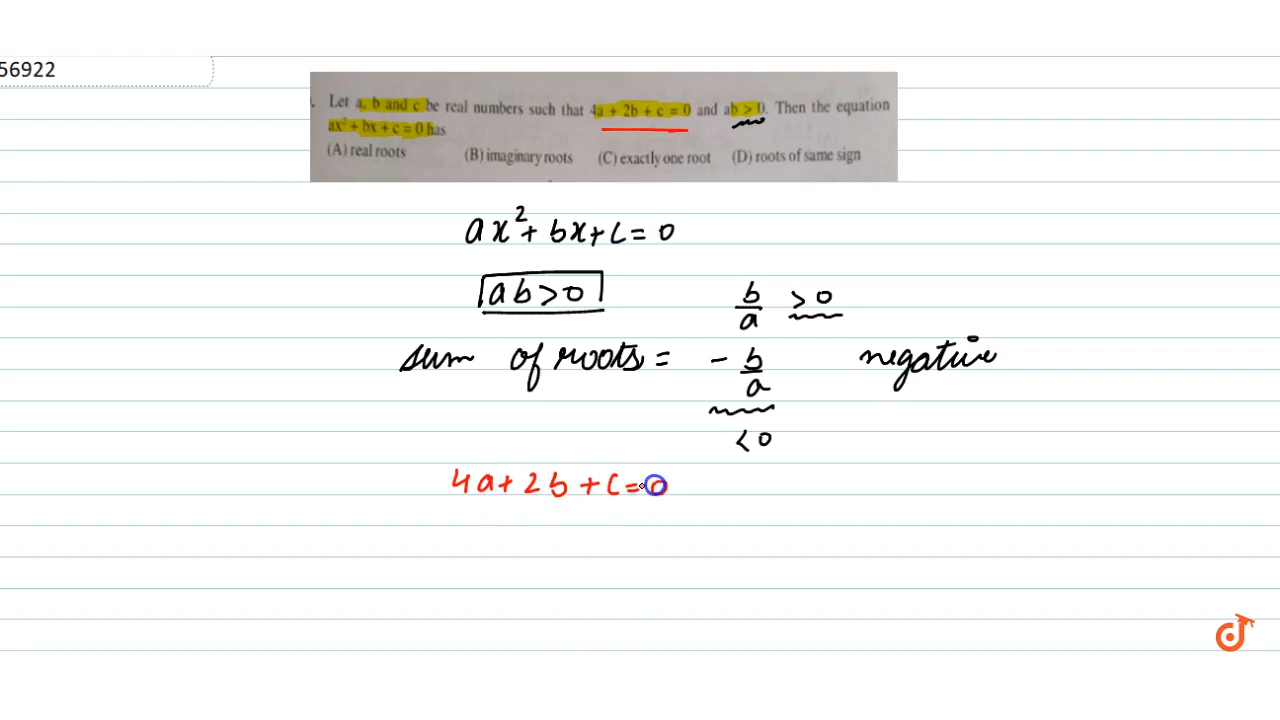 56922
. Let a, b and c be real numbers such that 4a + 2b + c = 0 and ab > 0. Then the equation
ax² + bx + c = 0 has
(A) real roots (B) imaginary roots (C) exactly one root (D) roots of same sign
ax² + bx + c = 0
ab > 0 b/a > 0
sum of roots = - b/a negative
< 0
4a + 2b + c = 0